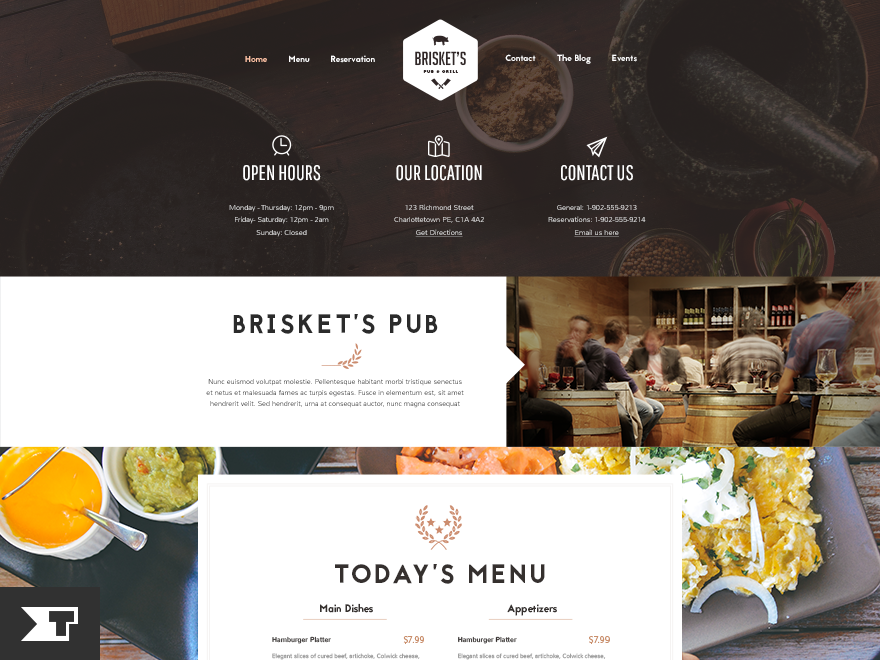 Home Menu Reservation
BRISKET'S
PUB & GRILL
Contact The Blog Events
OPEN HOURS
Monday - Thursday: 12pm - 9pm
Friday- Saturday: 12pm - 2am
Sunday: Closed
OUR LOCATION
123 Richmond Street
Charlottetown PE, C1A 4A2
Get Directions
CONTACT US
General: 1-902-555-9213
Reservations: 1-902-555-9214
Email us here
BRISKET'S PUB
Nunc euismod volutpat molestie. Pellentesque habitant morbi tristique senectus
et netus et malesuada fames ac turpis egestas. Fusce in elementum est, sit amet
hendrerit velit. Sed hendrerit, urna at consequat auctor, nunc magna consequat
TODAY'S MENU
Main Dishes
Hamburger Platter $7.99
Elegant slices of cured beef, artichoke, Colwick cheese,
Appetizers
Hamburger Platter $7.99
Elegant slices of cured beef, artichoke, Colwick cheese,